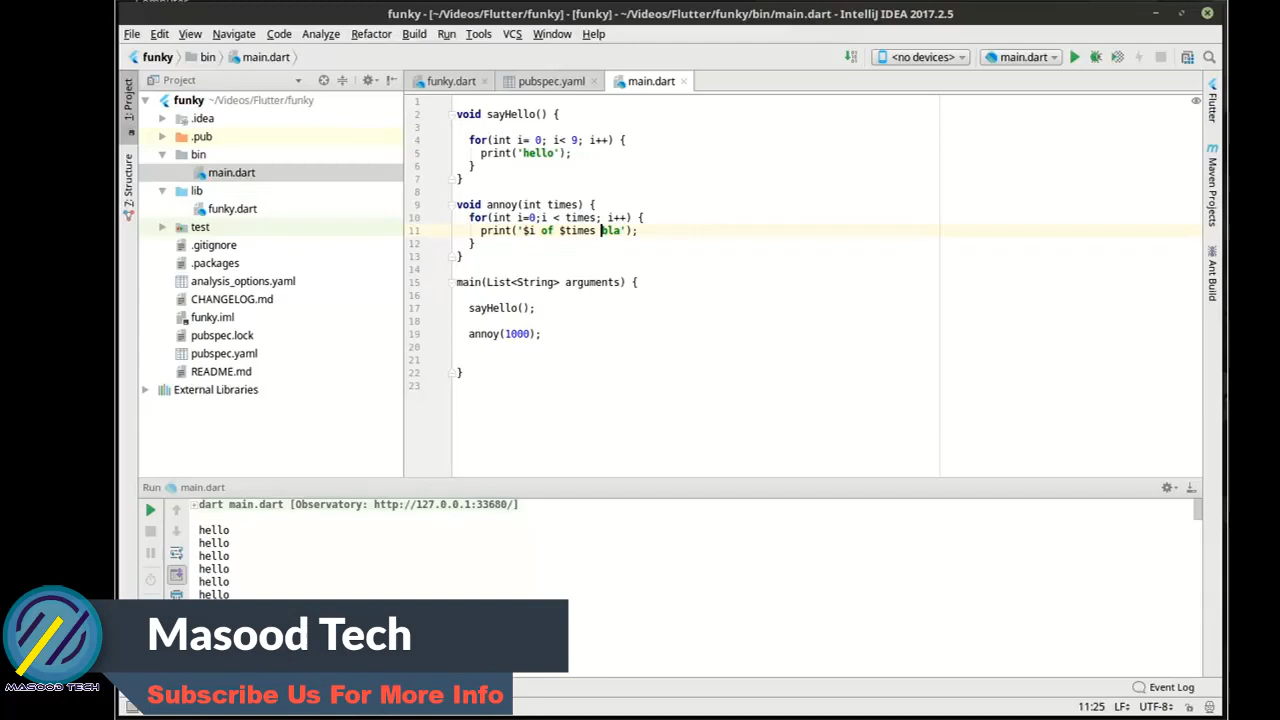 funky - [~/Videos/Flutter/funky] - [funky] - ~/Videos/Flutter/funky/bin/main.dart - IntelliJ IDEA 2017.2.5
File Edit View Navigate Code Analyze Refactor Build Run Tools VCS Window Help
funky bin main.dart <no devices> main.dart
Project funky.dart pubspec.yaml main.dart
1: Project
7: Structure
funky ~/Videos/Flutter/funky
.idea
.pub
bin
main.dart
lib
funky.dart
test
.gitignore
.packages
analysis_options.yaml
CHANGELOG.md
funky.iml
pubspec.lock
pubspec.yaml
README.md
External Libraries
1
2 void sayHello() {
3
4 for(int i= 0; i< 9; i++) {
5 print('hello');
6 }
7 }
8
9 void annoy(int times) {
10 for(int i=0;i < times; i++) {
11 print('$i of $times bla');
12 }
13 }
14
15 main(List<String> arguments) {
16
17 sayHello();
18
19 annoy(1000);
20
21
22 }
23
Flutter
Maven Projects
Ant Build
Run main.dart
dart main.dart [Observatory: http://127.0.0.1:33680/]
hello
hello
hello
hello
hello
hello
Masood Tech
MASOOD TECH
Subscribe Us For More Info
Event Log
11:25 LF÷ UTF-8÷